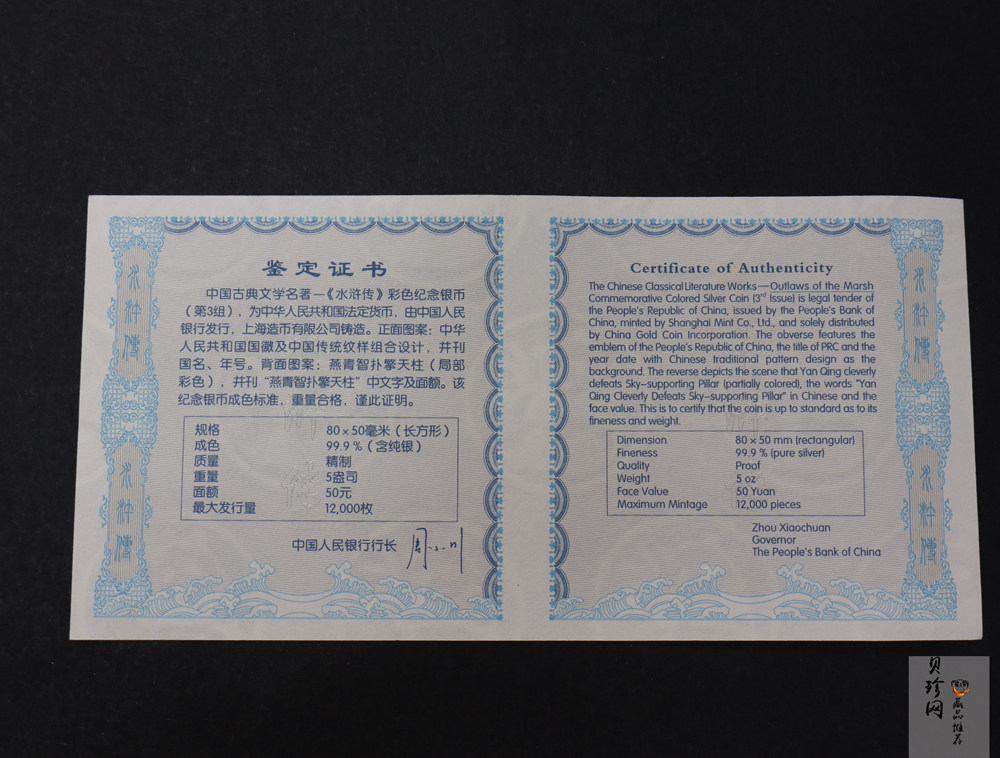 鉴定证书
中国古典文学名著—《水浒传》彩色纪念银币
（第3组），为中华人民共和国法定货币，由中国人民
银行发行，上海造币有限公司铸造。正面图案：中华
人民共和国国徽及中国传统纹样组合设计，并刊
国名、年号。背面图案：燕青智扑擎天柱（局部
彩色），并刊“燕青智扑擎天柱”中文字及面额。该
纪念银币成色标准、重量合格，谨此证明。
规格 80×50毫米（长方形）
成色 99.9%（含纯银）
质量 精制
重量 5盎司
面额 50元
最大发行量 12,000枚
中国人民银行行长
水浒傳
水浒傳
Certificate of Authenticity
The Chinese Classical Literature Works—Outlaws of the Marsh
Commemorative Colored Silver Coin (3rd Issue) is legal tender of
the People's Republic of China, issued by the People's Bank of
China, minted by Shanghai Mint Co., Ltd., and solely distributed
by China Gold Coin Incorporation. The obverse features the
emblem of the People's Republic of China, the title of PRC and the
year date with Chinese traditional pattern design as the
background. The reverse depicts the scene that Yan Qing cleverly
defeats Sky-supporting Pillar (partially colored), the words "Yan
Qing Cleverly Defeats Sky-supporting Pillar" in Chinese and the
face value. This is to certify that the coin is up to standard as to its
fineness and weight.
Dimension 80×50 mm (rectangular)
Fineness 99.9% (pure silver)
Quality Proof
Weight 5 oz
Face Value 50 Yuan
Maximum Mintage 12,000 pieces
Zhou Xiaochuan
Governor
The People's Bank of China
水浒傳
水浒傳
贝珍网
藏品推荐